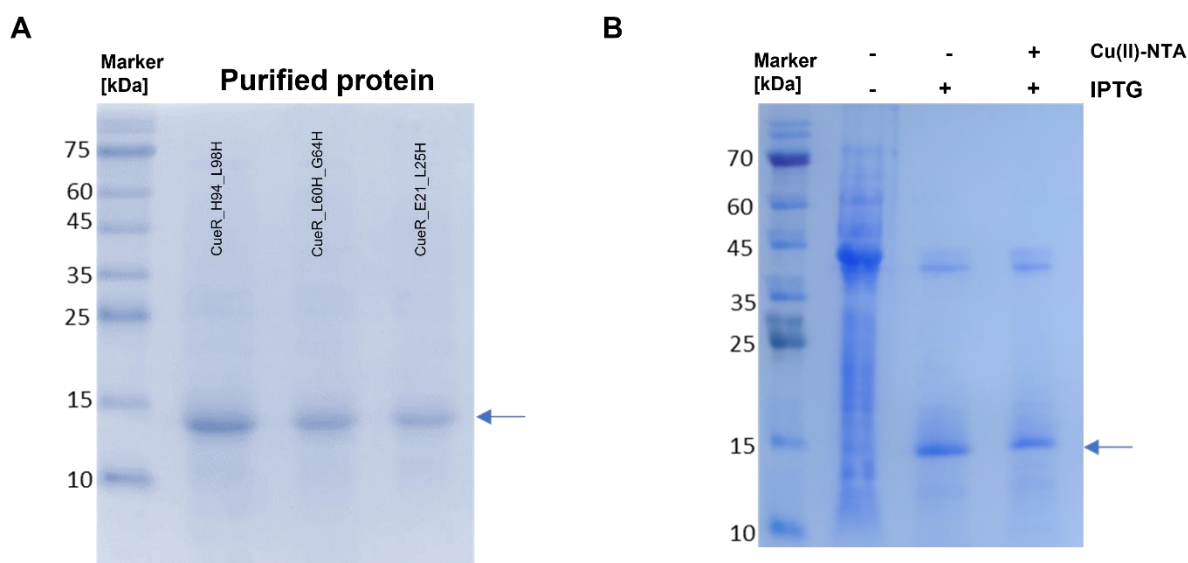 A
Marker
[kDa]
Purified protein
75
60
45
35
25
15
10
CueR_H94_L98H
CueR_L60H_G64H
CueR_E21_L25H
B
Marker
[kDa]
- - + Cu(II)-NTA
- + + IPTG
70
60
45
35
25
15
10